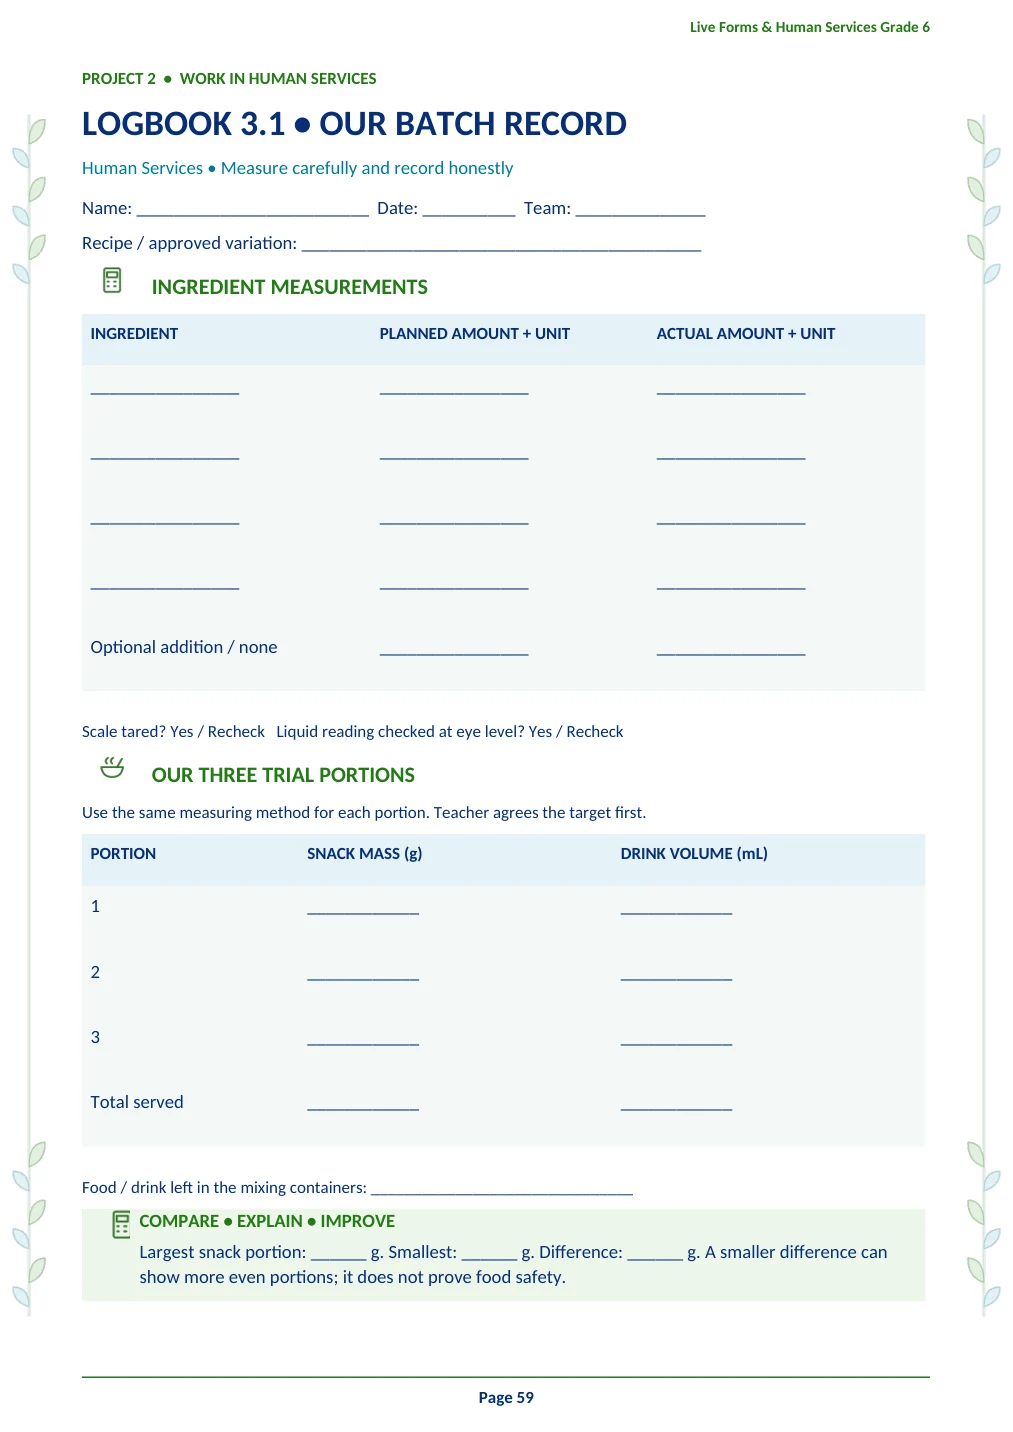 Live Forms & Human Services Grade 6
PROJECT 2 ● WORK IN HUMAN SERVICES
LOGBOOK 3.1 ● OUR BATCH RECORD
Human Services ● Measure carefully and record honestly
Name: _________________________ Date: __________ Team: ______________
Recipe / approved variation: ___________________________________________
INGREDIENT MEASUREMENTS
INGREDIENT PLANNED AMOUNT + UNIT ACTUAL AMOUNT + UNIT
________________ ________________ ________________
________________ ________________ ________________
________________ ________________ ________________
________________ ________________ ________________
Optional addition / none ________________ ________________
Scale tared? Yes / Recheck Liquid reading checked at eye level? Yes / Recheck
OUR THREE TRIAL PORTIONS
Use the same measuring method for each portion. Teacher agrees the target first.
PORTION SNACK MASS (g) DRINK VOLUME (mL)
1 ____________ ____________
2 ____________ ____________
3 ____________ ____________
Total served ____________ ____________
Food / drink left in the mixing containers: _______________________________
COMPARE ● EXPLAIN ● IMPROVE
Largest snack portion: ______ g. Smallest: ______ g. Difference: ______ g. A smaller difference can
show more even portions; it does not prove food safety.
Page 59